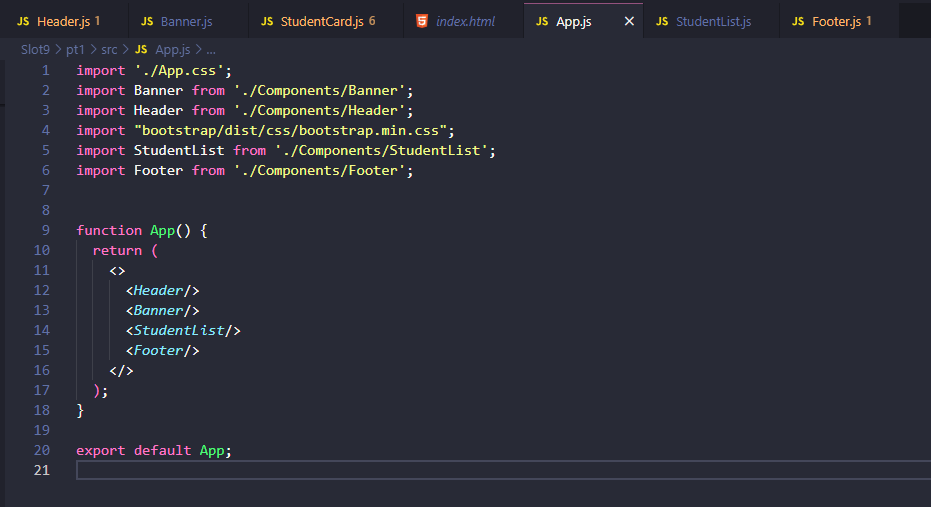 JS Header.js 1 JS Banner.js JS StudentCard.js 6 index.html JS App.js × JS StudentList.js JS Footer.js 1
Slot9 > pt1 > src > JS App.js > ...
1 import './App.css';
2 import Banner from './Components/Banner';
3 import Header from './Components/Header';
4 import "bootstrap/dist/css/bootstrap.min.css";
5 import StudentList from './Components/StudentList';
6 import Footer from './Components/Footer';
7
8
9 function App() {
10   return (
11     <>
12       <Header/>
13       <Banner/>
14       <StudentList/>
15       <Footer/>
16     </>
17   );
18 }
19
20 export default App;
21